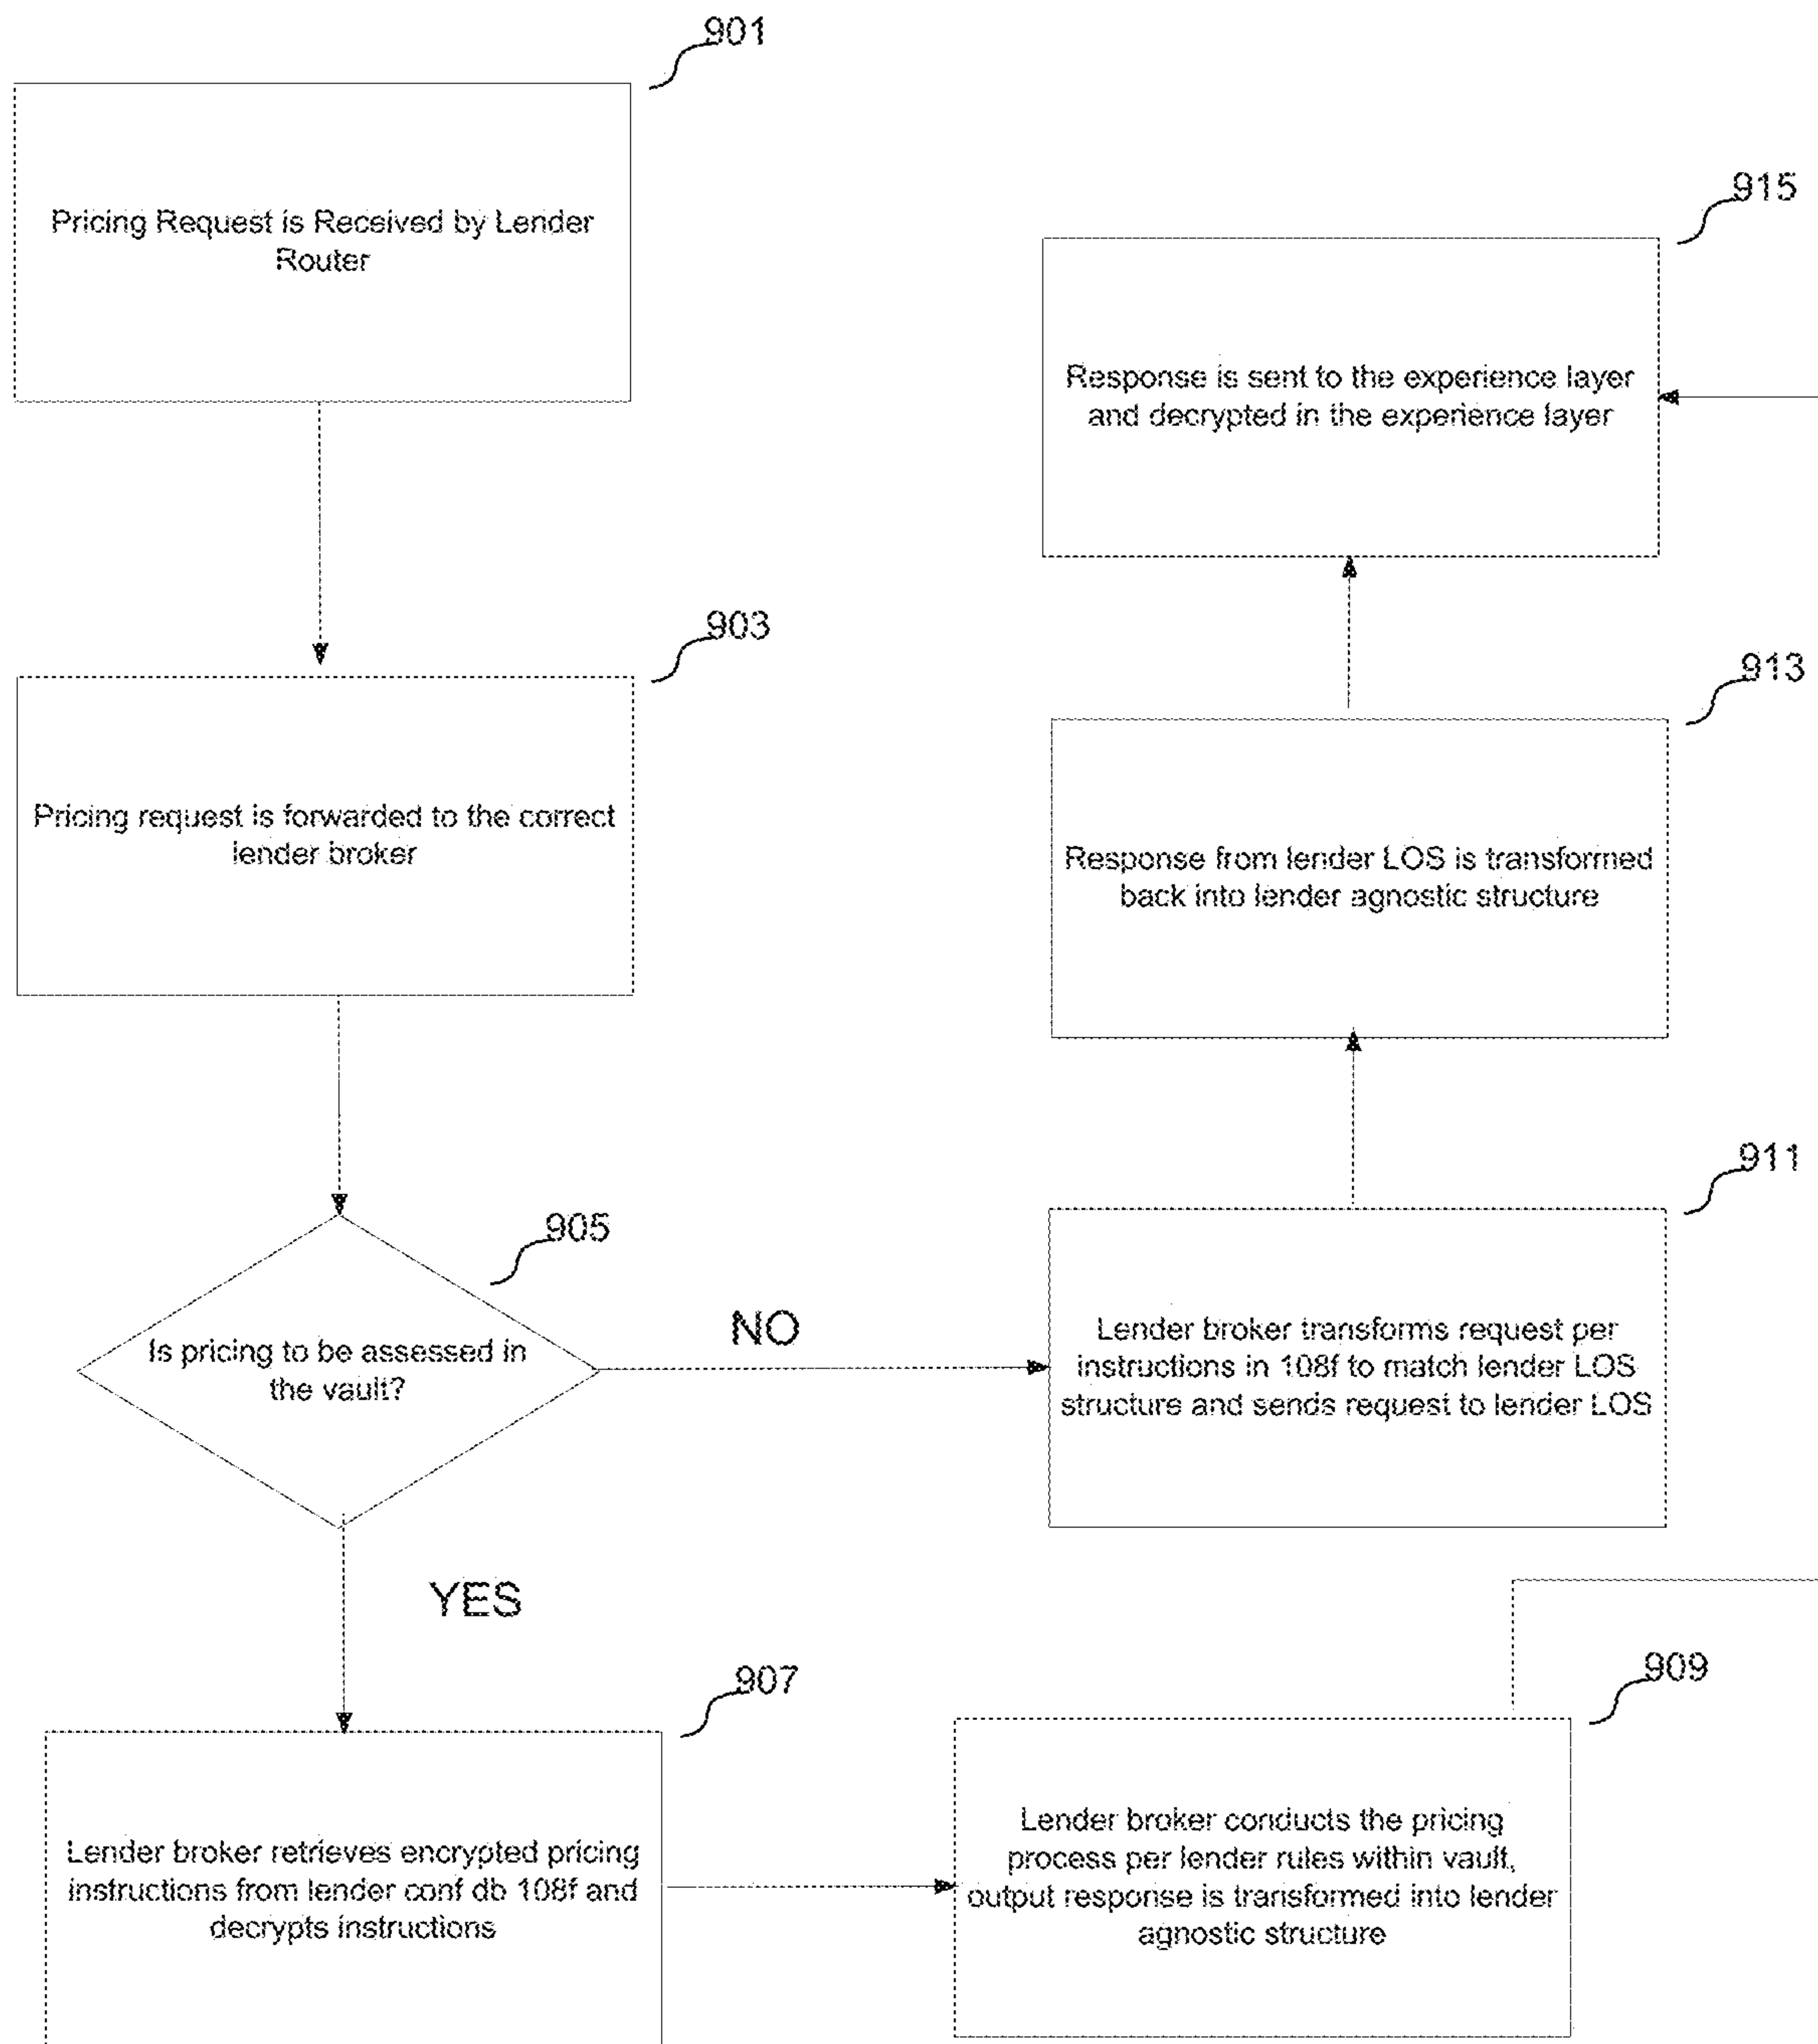 901
Pricing Request is Received by Lender
Router
903
Pricing request is forwarded to the correct
lender broker
905
Is pricing to be assessed in
the vault?
NO
YES
907
Lender broker retrieves encrypted pricing
instructions from lender conf db 108f and
decrypts instructions
909
Lender broker conducts the pricing
process per lender rules within vault,
output response is transformed into lender
agnostic structure
911
Lender broker transforms request per
instructions in 108f to match lender LOS
structure and sends request to lender LOS
913
Response from lender LOS is transformed
back into lender agnostic structure
915
Response is sent to the experience layer
and decrypted in the experience layer